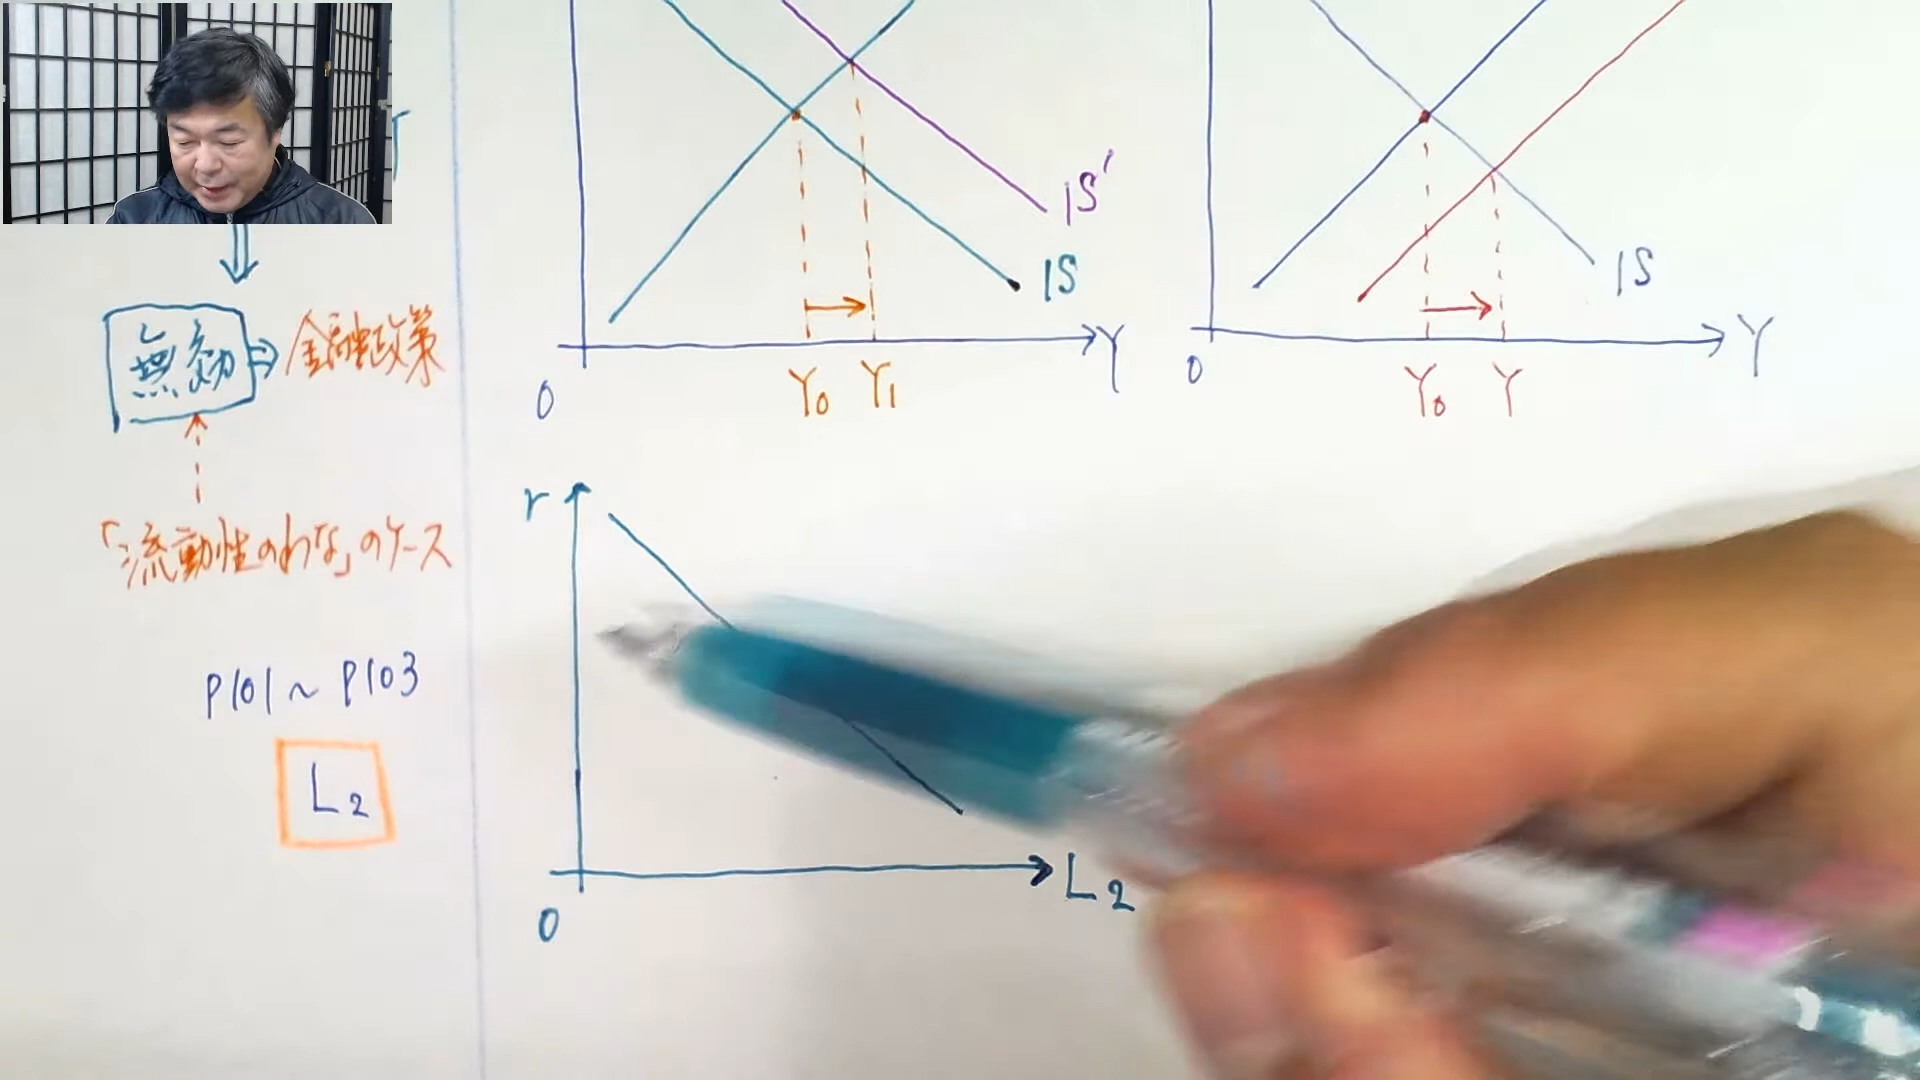 無効 ⇒ 金融政策
「流動性のわな」のケース
P101～P103
L2
IS'
IS
Y
0
Y0 Y1
IS
Y
0
Y0 Y
r
L2
0